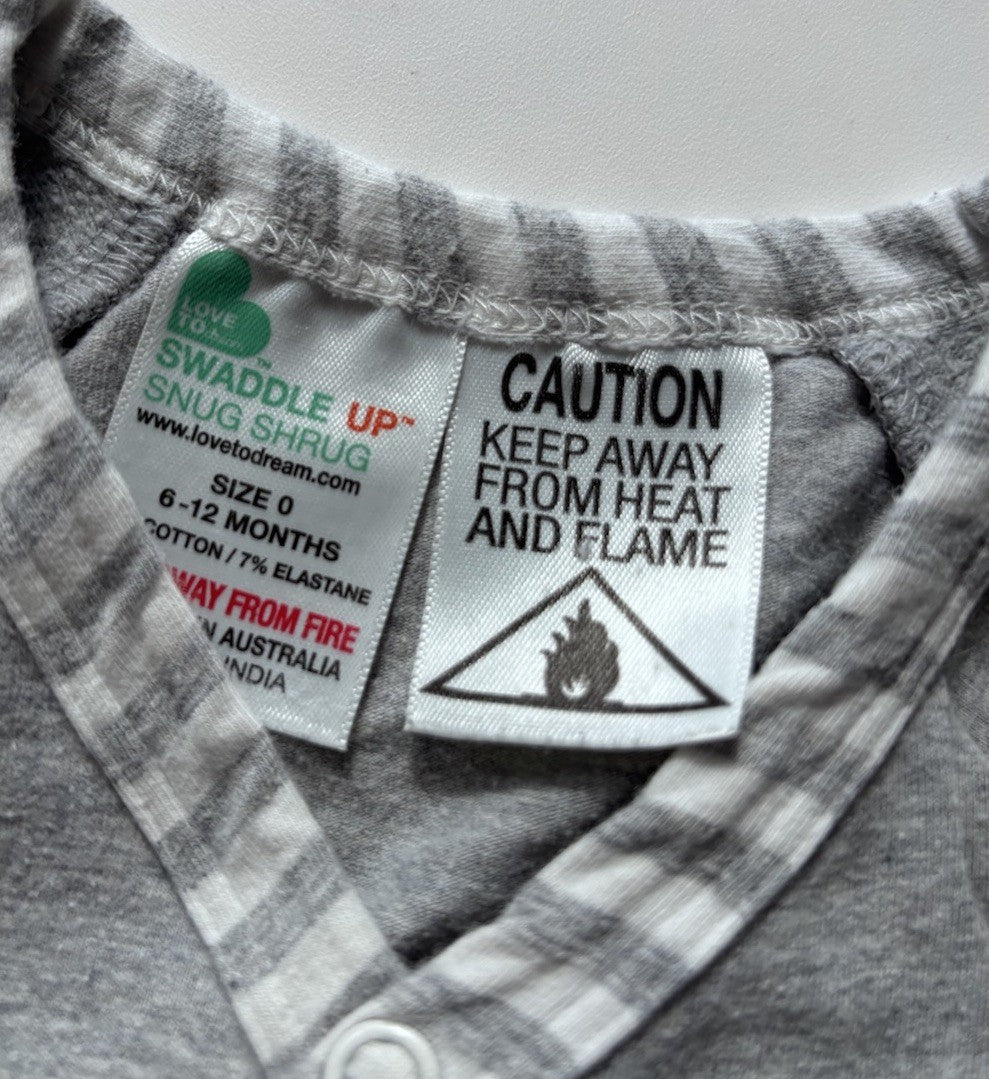 LOVE
TO
SWADDLE UP™
SNUG SHRUG
www.lovetodream.com
SIZE 0
6-12 MONTHS
COTTON / 7% ELASTANE
AWAY FROM FIRE
IN AUSTRALIA
INDIA
CAUTION
KEEP AWAY
FROM HEAT
AND FLAME